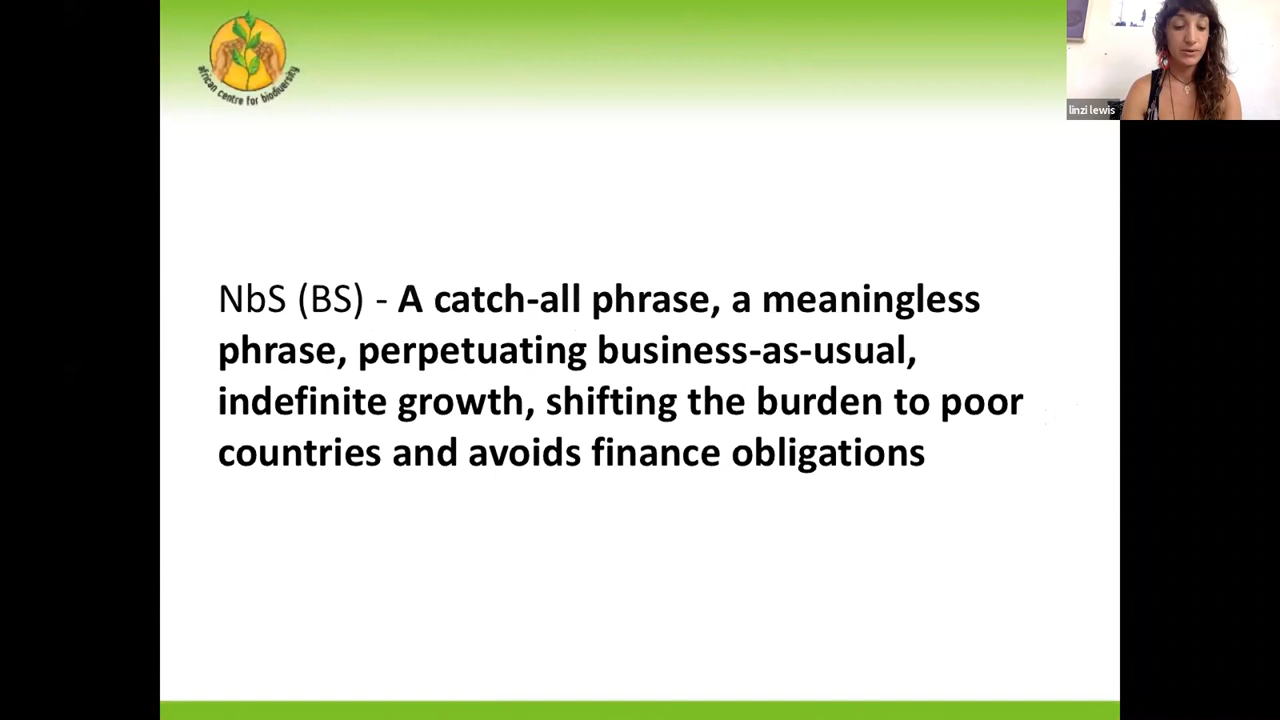 african centre for biodiversity
linzi lewis
NbS (BS) - A catch-all phrase, a meaningless
phrase, perpetuating business-as-usual,
indefinite growth, shifting the burden to poor
countries and avoids finance obligations